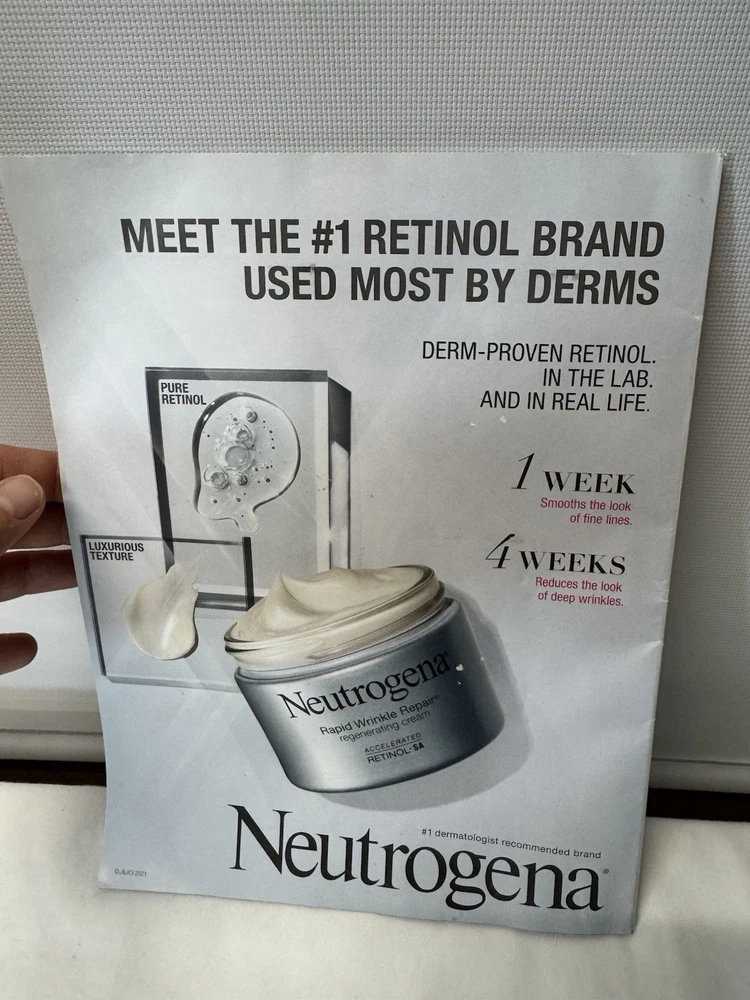 MEET THE #1 RETINOL BRAND
USED MOST BY DERMS
DERM-PROVEN RETINOL.
IN THE LAB.
AND IN REAL LIFE.
PURE
RETINOL
1 WEEK
Smooths the look
of fine lines.
4 WEEKS
Reduces the look
of deep wrinkles.
LUXURIOUS
TEXTURE
Neutrogena®
Rapid Wrinkle Repair®
regenerating cream
ACCELERATED
RETINOL-SA
#1 dermatologist recommended brand
Neutrogena®
©J&JCI 2021